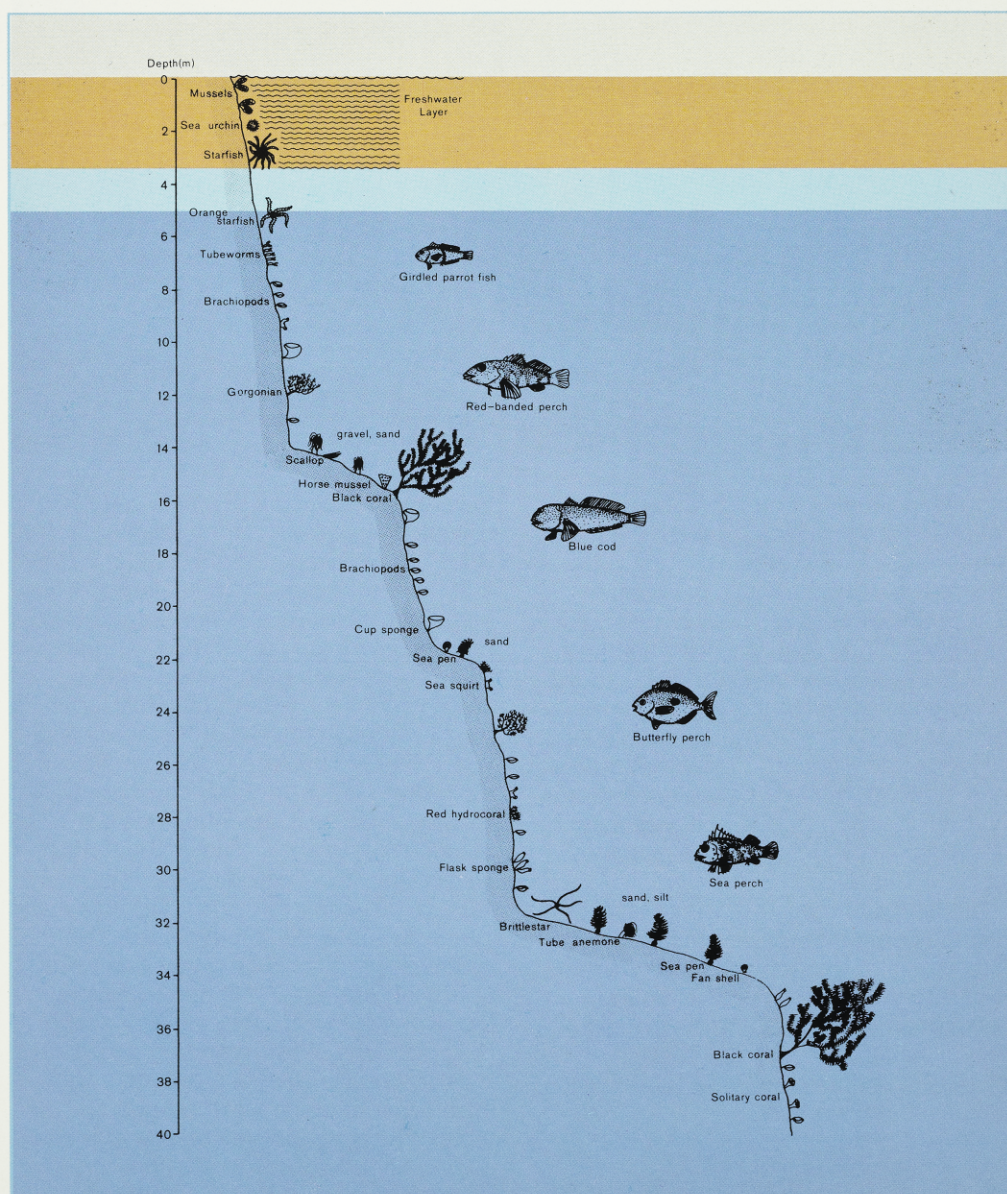 Depth(m)
0
Mussels
Freshwater
Layer
Sea urchin
2
Starfish
4
Orange
starfish
6
Tubeworms
Girdled parrot fish
8
Brachiopods
10
Gorgonian
12
Red-banded perch
14
gravel, sand
Scallop
Horse mussel
Black coral
16
Blue cod
18
Brachiopods
20
Cup sponge
sand
Sea pen
22
Sea squirt
24
Butterfly perch
26
Red hydrocoral
28
Flask sponge
30
Sea perch
sand, silt
32
Brittlestar
Tube anemone
Sea pen
34
Fan shell
36
Black coral
38
Solitary coral
40